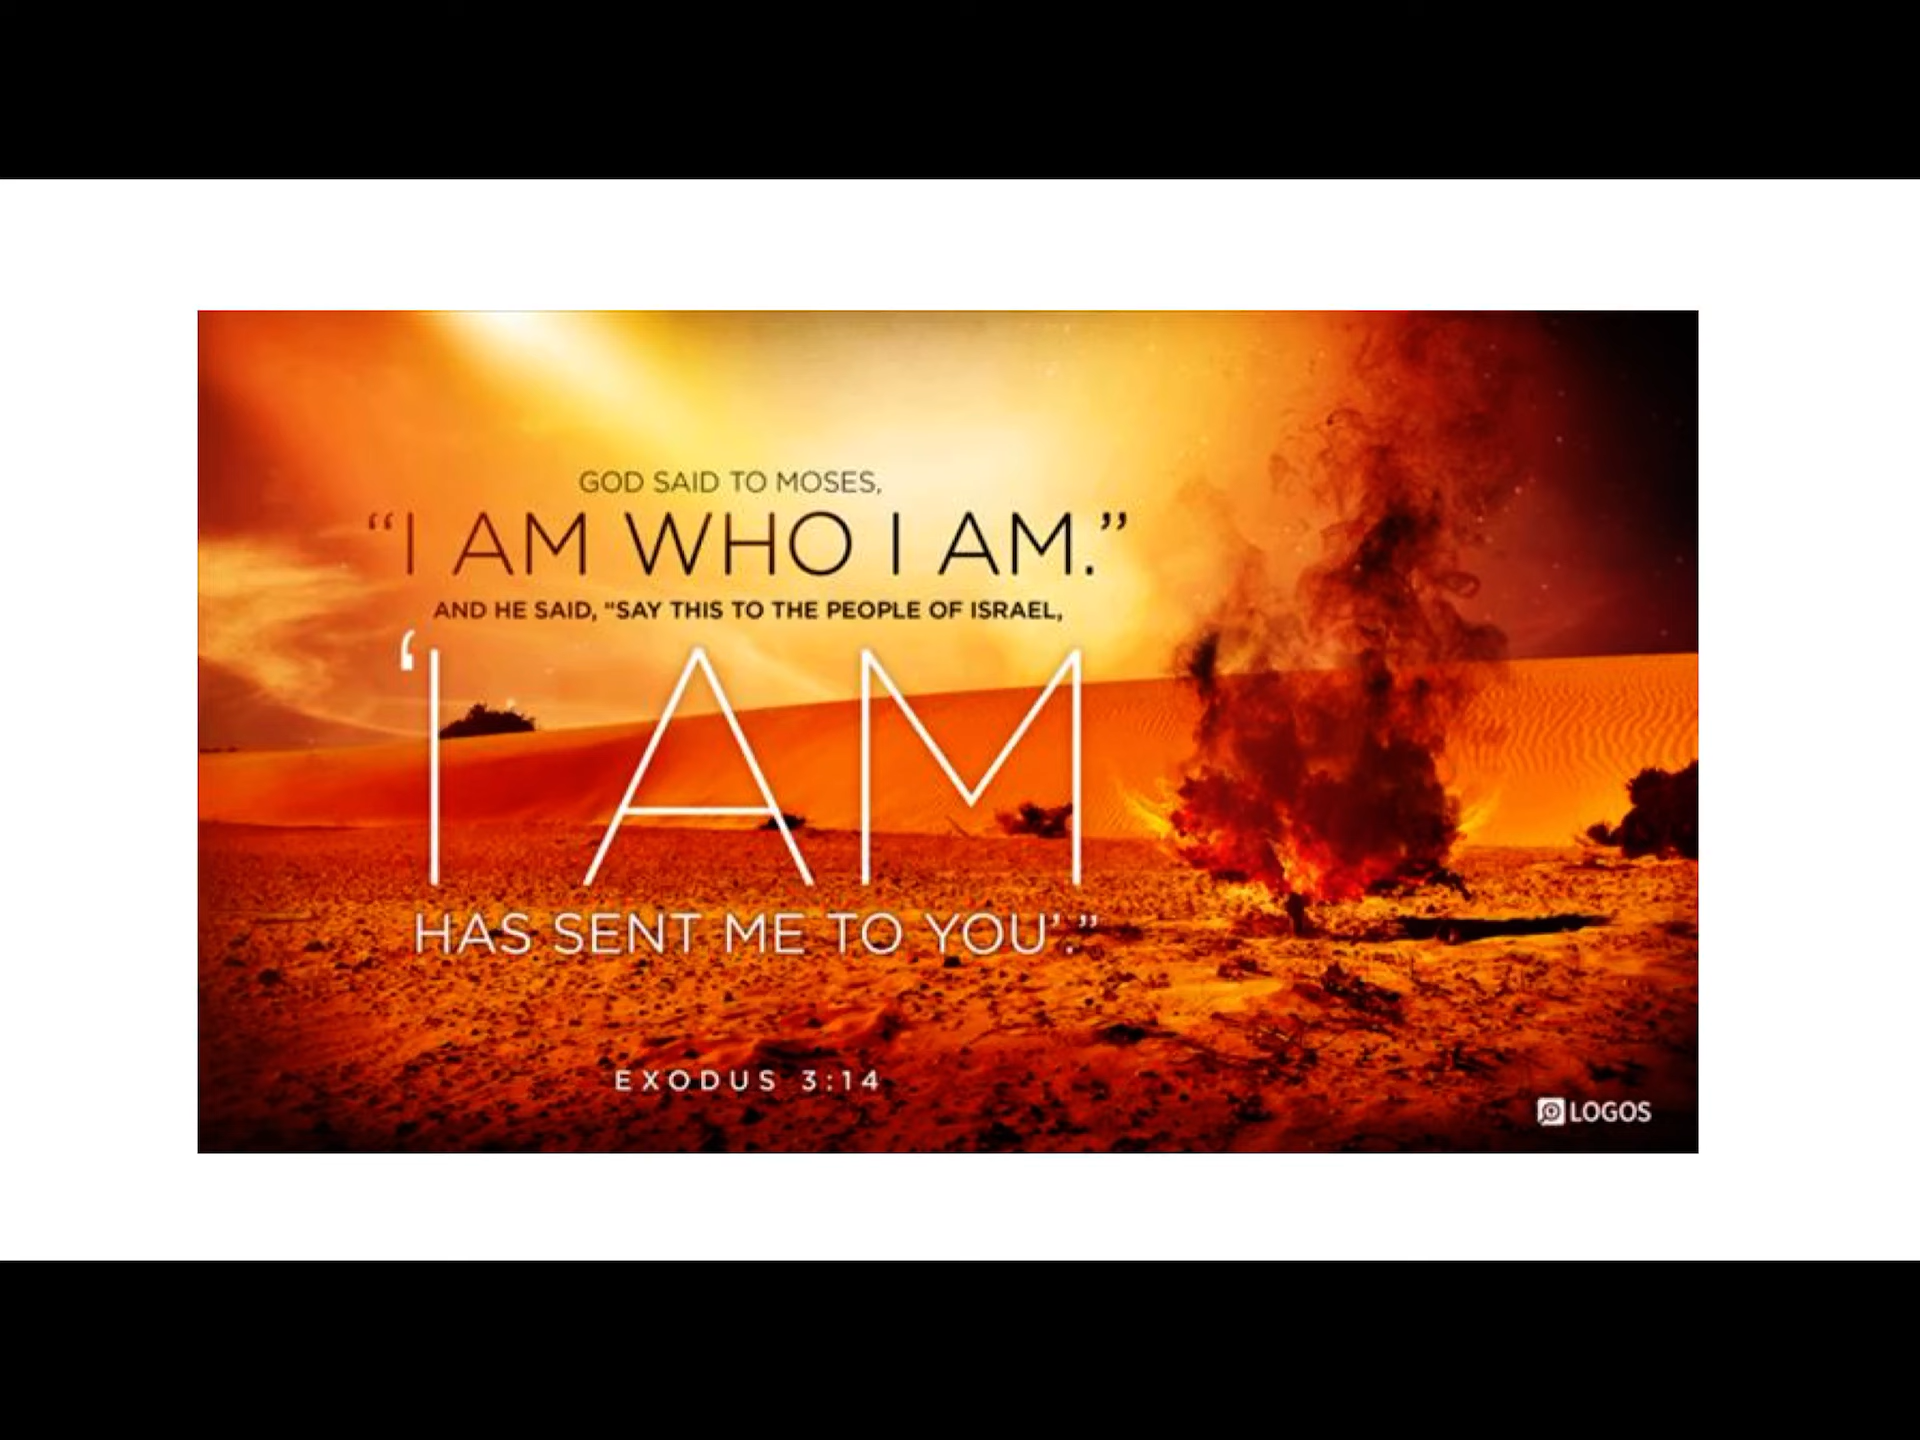 GOD SAID TO MOSES,
“I AM WHO I AM.”
AND HE SAID, “SAY THIS TO THE PEOPLE OF ISRAEL,
‘I AM
HAS SENT ME TO YOU’.”
EXODUS 3:14
LOGOS